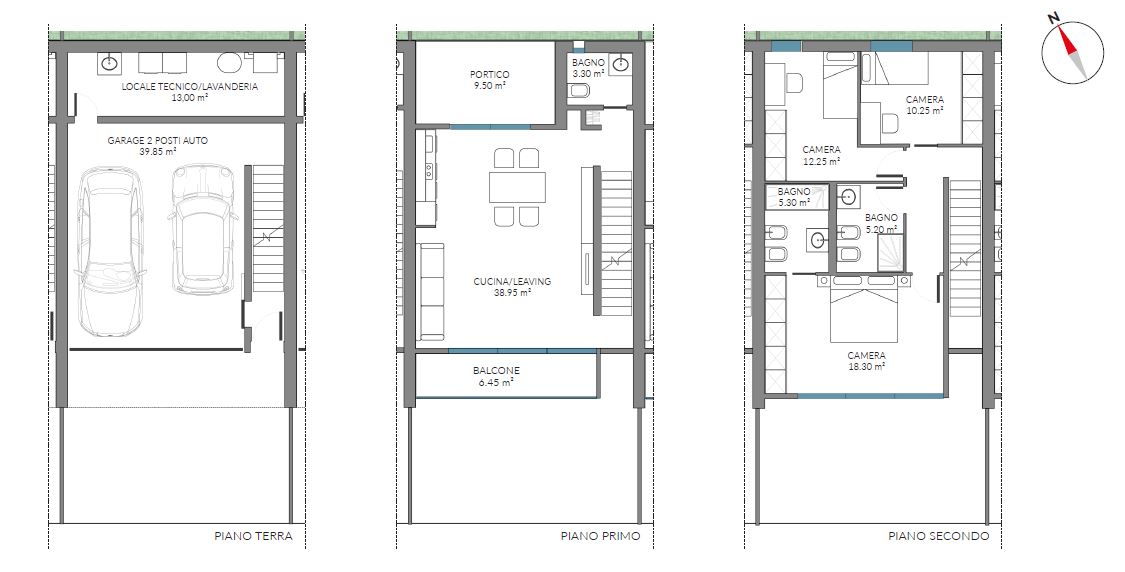 N
LOCALE TECNICO/LAVANDERIA
13,00 m²
GARAGE 2 POSTI AUTO
39.85 m²
N
PIANO TERRA
PORTICO
9.50 m²
BAGNO
3.30 m²
CUCINA/LEAVING
38.95 m²
N
BALCONE
6.45 m²
PIANO PRIMO
CAMERA
10.25 m²
CAMERA
12.25 m²
BAGNO
5.30 m²
BAGNO
5.20 m²
N
CAMERA
18.30 m²
PIANO SECONDO